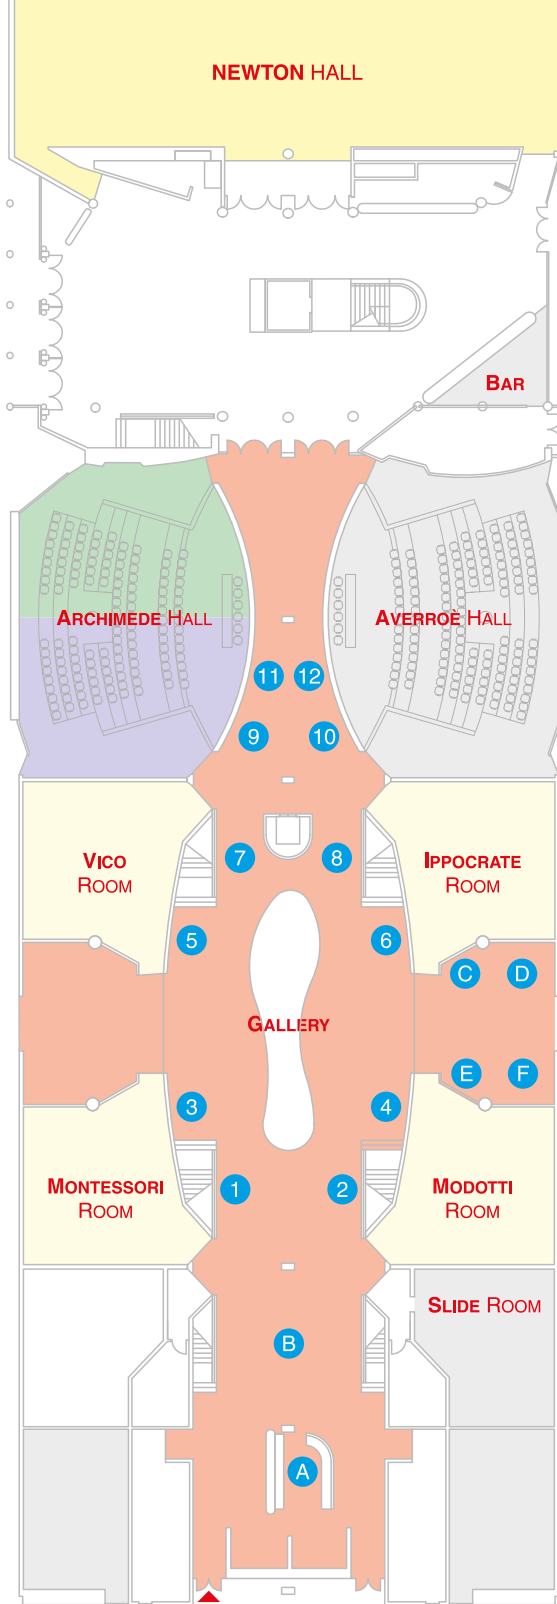 NEWTON HALL
BAR
ARCHIMEDE HALL
AVERROÈ HALL
11
12
9
10
7
8
VICO
ROOM
IPPOCRATE
ROOM
5
6
C
D
GALLERY
E
F
3
4
MONTESSORI
ROOM
1
2
MODOTTI
ROOM
SLIDE ROOM
B
A